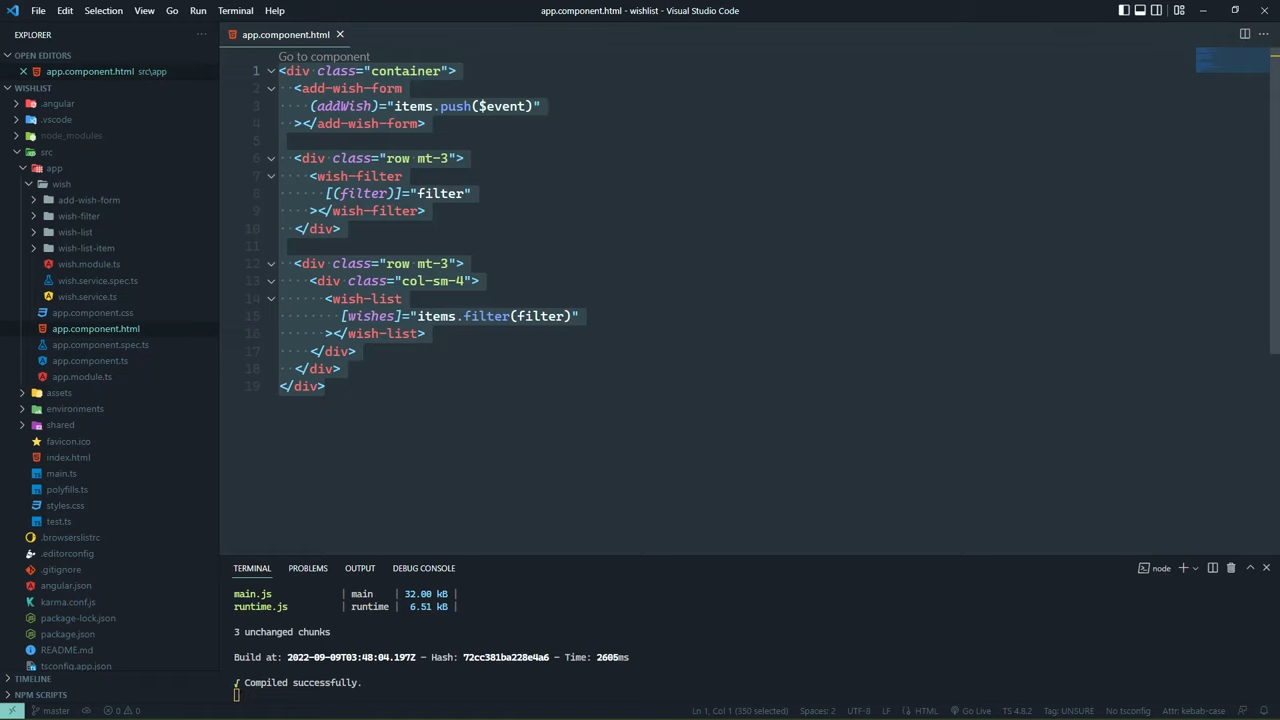 File Edit Selection View Go Run Terminal Help
app.component.html - wishlist - Visual Studio Code
EXPLORER
OPEN EDITORS
app.component.html src\app
WISHLIST
.angular
.vscode
node_modules
src
app
wish
add-wish-form
wish-filter
wish-list
wish-list-item
wish.module.ts
wish.service.spec.ts
wish.service.ts
app.component.css
app.component.html
app.component.spec.ts
app.component.ts
app.module.ts
assets
environments
shared
favicon.ico
index.html
main.ts
polyfills.ts
styles.css
test.ts
.browserslistrc
.editorconfig
.gitignore
angular.json
karma.conf.js
package-lock.json
package.json
README.md
tsconfig.app.json
TIMELINE
NPM SCRIPTS
app.component.html
Go to component
1 <div class="container">
2 <add-wish-form
3 (addWish)="items.push($event)"
4 ></add-wish-form>
5
6 <div class="row mt-3">
7 <wish-filter
8 [(filter)]="filter"
9 ></wish-filter>
10 </div>
11
12 <div class="row mt-3">
13 <div class="col-sm-4">
14 <wish-list
15 [wishes]="items.filter(filter)"
16 ></wish-list>
17 </div>
18 </div>
19 </div>
TERMINAL PROBLEMS OUTPUT DEBUG CONSOLE
node
main.js | main | 32.00 kB |
runtime.js | runtime | 6.51 kB |
3 unchanged chunks
Build at: 2022-09-09T03:48:04.197Z - Hash: 72cc381ba228e4a6 - Time: 2605ms
√ Compiled successfully.
master 0 0 Ln 1, Col 1 (350 selected) Spaces: 2 UTF-8 LF HTML Go Live TS 4.8.2 Tag: UNSURE No tsconfig Attr: kebab-case